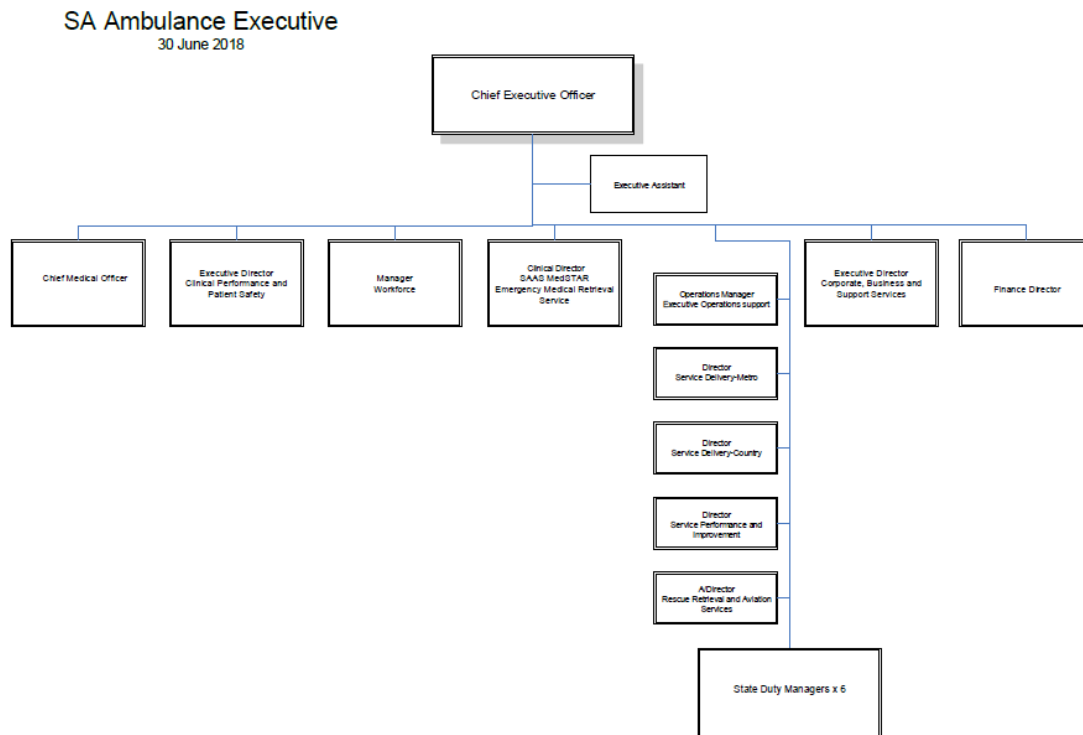 SA Ambulance Executive
30 June 2018
Chief Executive Officer
Executive Assistant
Chief Medical Officer
Executive Director
Clinical Performance and
Patient Safety
Manager
Workforce
Clinical Director
SAAS MedSTAR
Emergency Medical Retrieval
Service
Operations Manager
Executive Operations support
Director
Service Delivery-Metro
Director
Service Delivery-Country
Director
Service Performance and
Improvement
A/Director
Rescue Retrieval and Aviation
Services
State Duty Managers x 6
Executive Director
Corporate, Business and
Support Services
Finance Director